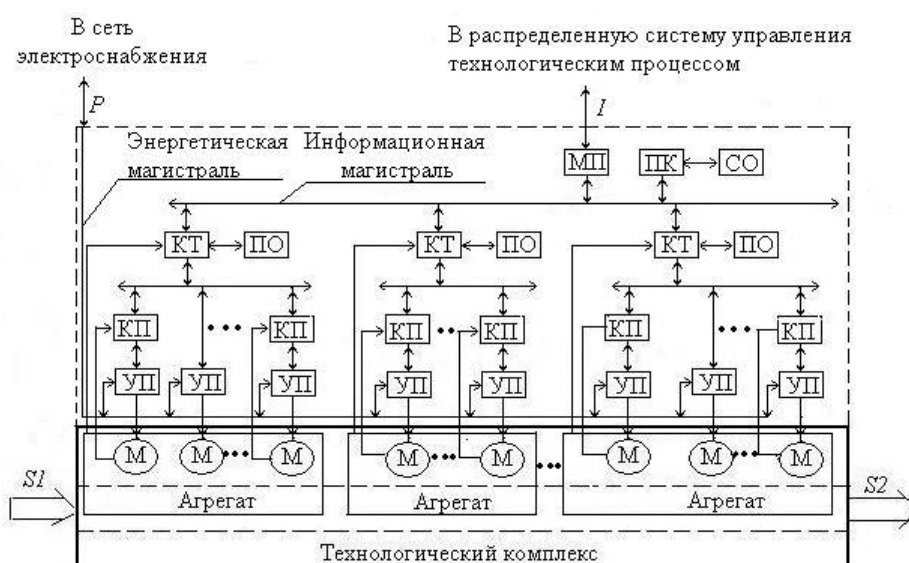 В сеть
электроснабжения
В распределенную систему управления
технологическим процессом
P
I
Энергетическая
магистраль
Информационная
магистраль
МП ПК СО
КТ ПО КТ ПО КТ ПО
КП КП КП КП КП КП
УП УП УП УП УП УП УП УП
М М М М М М М М
S1 S2
Агрегат Агрегат Агрегат
Технологический комплекс